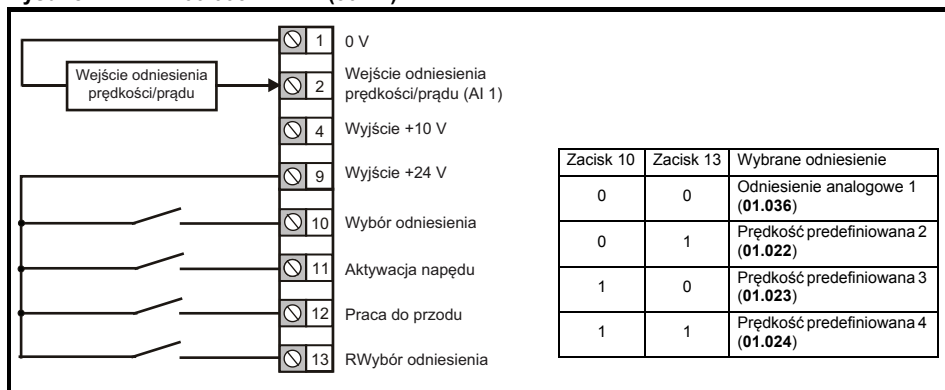 1 0 V
Wejście odniesienia
prędkości/prądu
2 Wejście odniesienia
prędkości/prądu (AI 1)
4 Wyjście +10 V
9 Wyjście +24 V
10 Wybór odniesienia
11 Aktywacja napędu
12 Praca do przodu
13 RWybór odniesienia
Zacisk 10 Zacisk 13 Wybrane odniesienie
0 0 Odniesienie analogowe 1
(01.036)
0 1 Prędkość predefiniowana 2
(01.022)
1 0 Prędkość predefiniowana 3
(01.023)
1 1 Prędkość predefiniowana 4
(01.024)